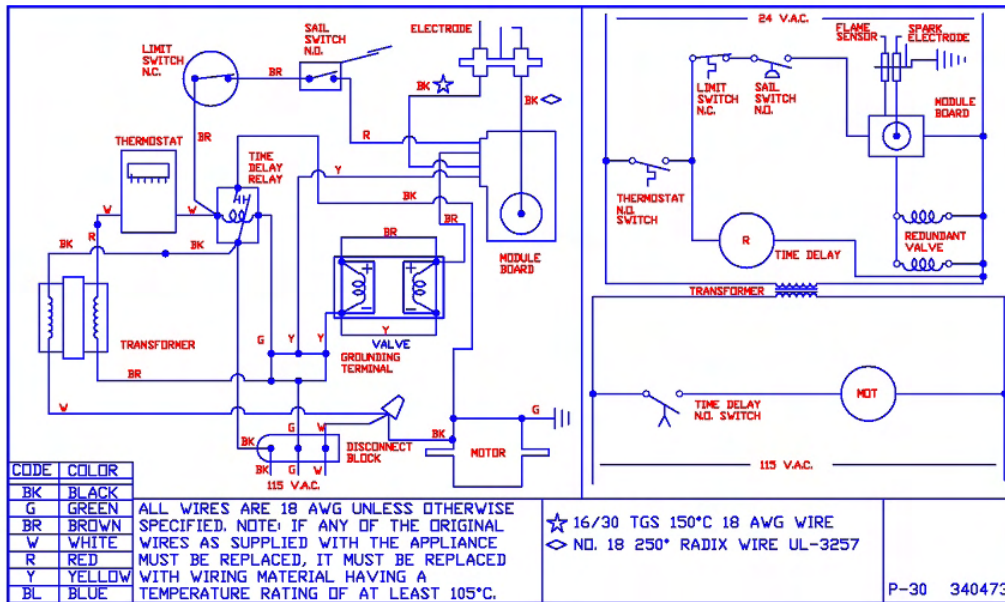 ELECTRODE
SAIL
SWITCH
N.O.
LIMIT
SWITCH
N.C.
BR
BK
BK
R
BR
THERMOSTAT
TIME
DELAY
RELAY
Y
BK
W
W
R
BK
BK
BR
BR
MODULE
BOARD
+
+
-
-
Y
VALVE
TRANSFORMER
G
Y
Y
GROUNDING
TERMINAL
BR
W
G
W
BK
BK
DISCONNECT
BLOCK
MOTOR
G
BK
G
W
115 V.A.C.
24 V.A.C.
FLAME
SENSOR
SPARK
ELECTRODE
LIMIT
SWITCH
N.C.
SAIL
SWITCH
N.O.
MODULE
BOARD
THERMOSTAT
N.O.
SWITCH
R
TIME DELAY
REDUNDANT
VALVE
TRANSFORMER
TIME DELAY
N.O. SWITCH
MOT
115 V.A.C.
CODE COLOR
BK BLACK
G GREEN
BR BROWN
W WHITE
R RED
Y YELLOW
BL BLUE
ALL WIRES ARE 18 AWG UNLESS OTHERWISE
SPECIFIED. NOTE: IF ANY OF THE ORIGINAL
WIRES AS SUPPLIED WITH THE APPLIANCE
MUST BE REPLACED, IT MUST BE REPLACED
WITH WIRING MATERIAL HAVING A
TEMPERATURE RATING OF AT LEAST 105°C.
16/30 TGS 150°C 18 AWG WIRE
NO. 18 250° RADIX WIRE UL-3257
P-30 340473